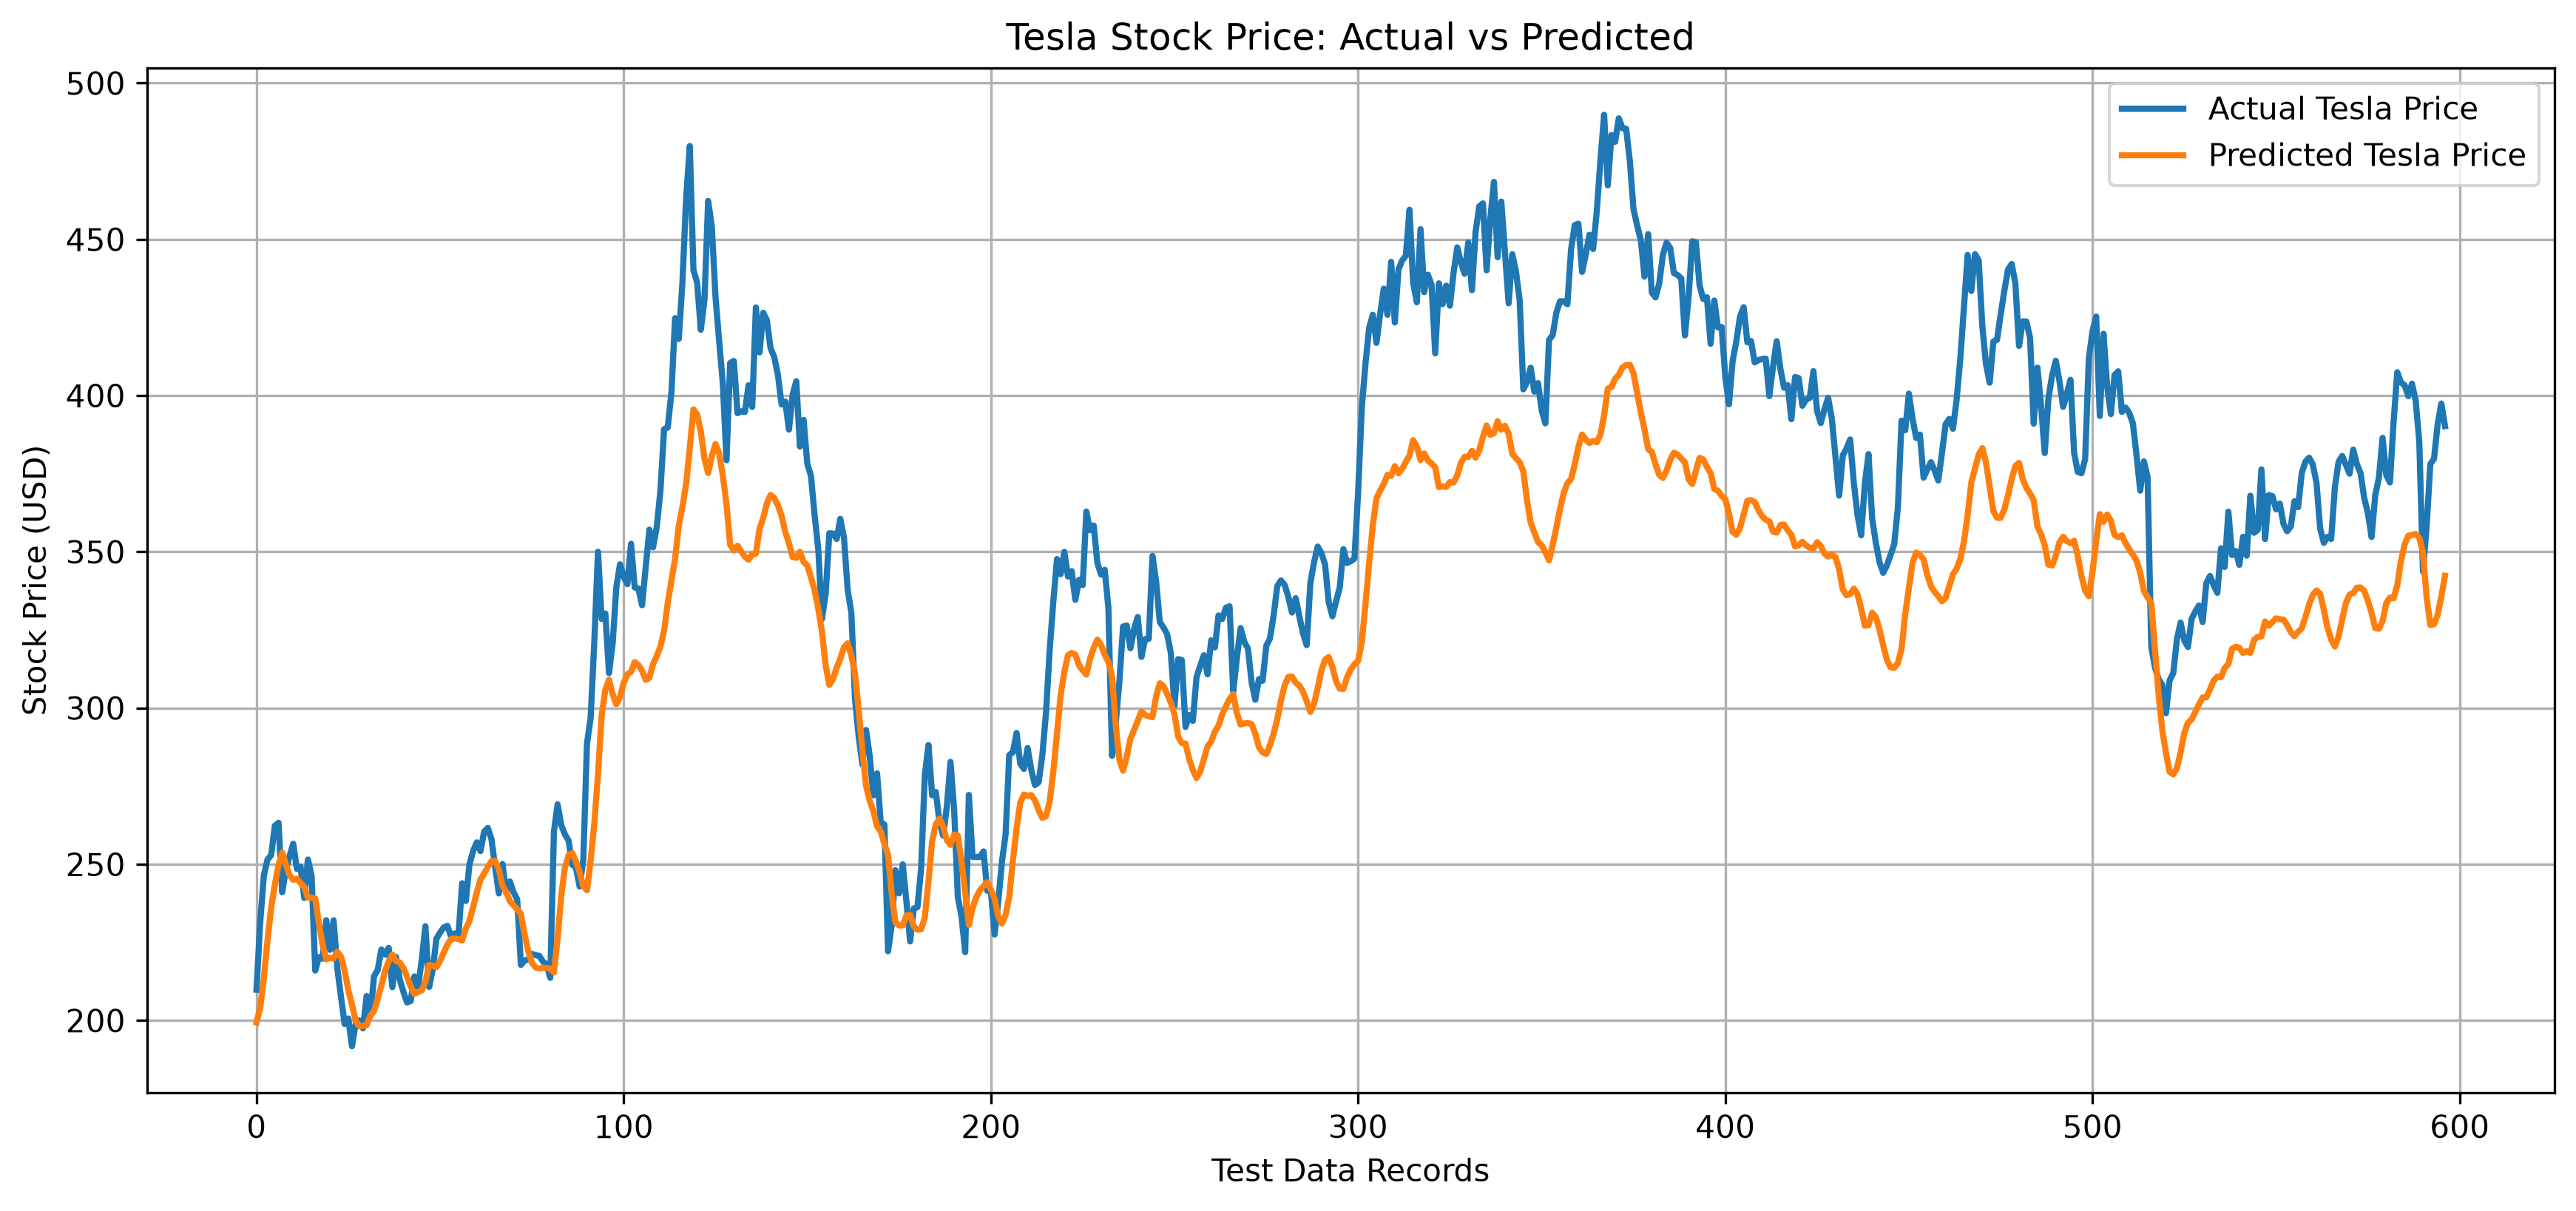 Tesla Stock Price: Actual vs Predicted
500
450
400
350
300
250
200
Stock Price (USD)
Actual Tesla Price
Predicted Tesla Price
0 100 200 300 400 500 600
Test Data Records